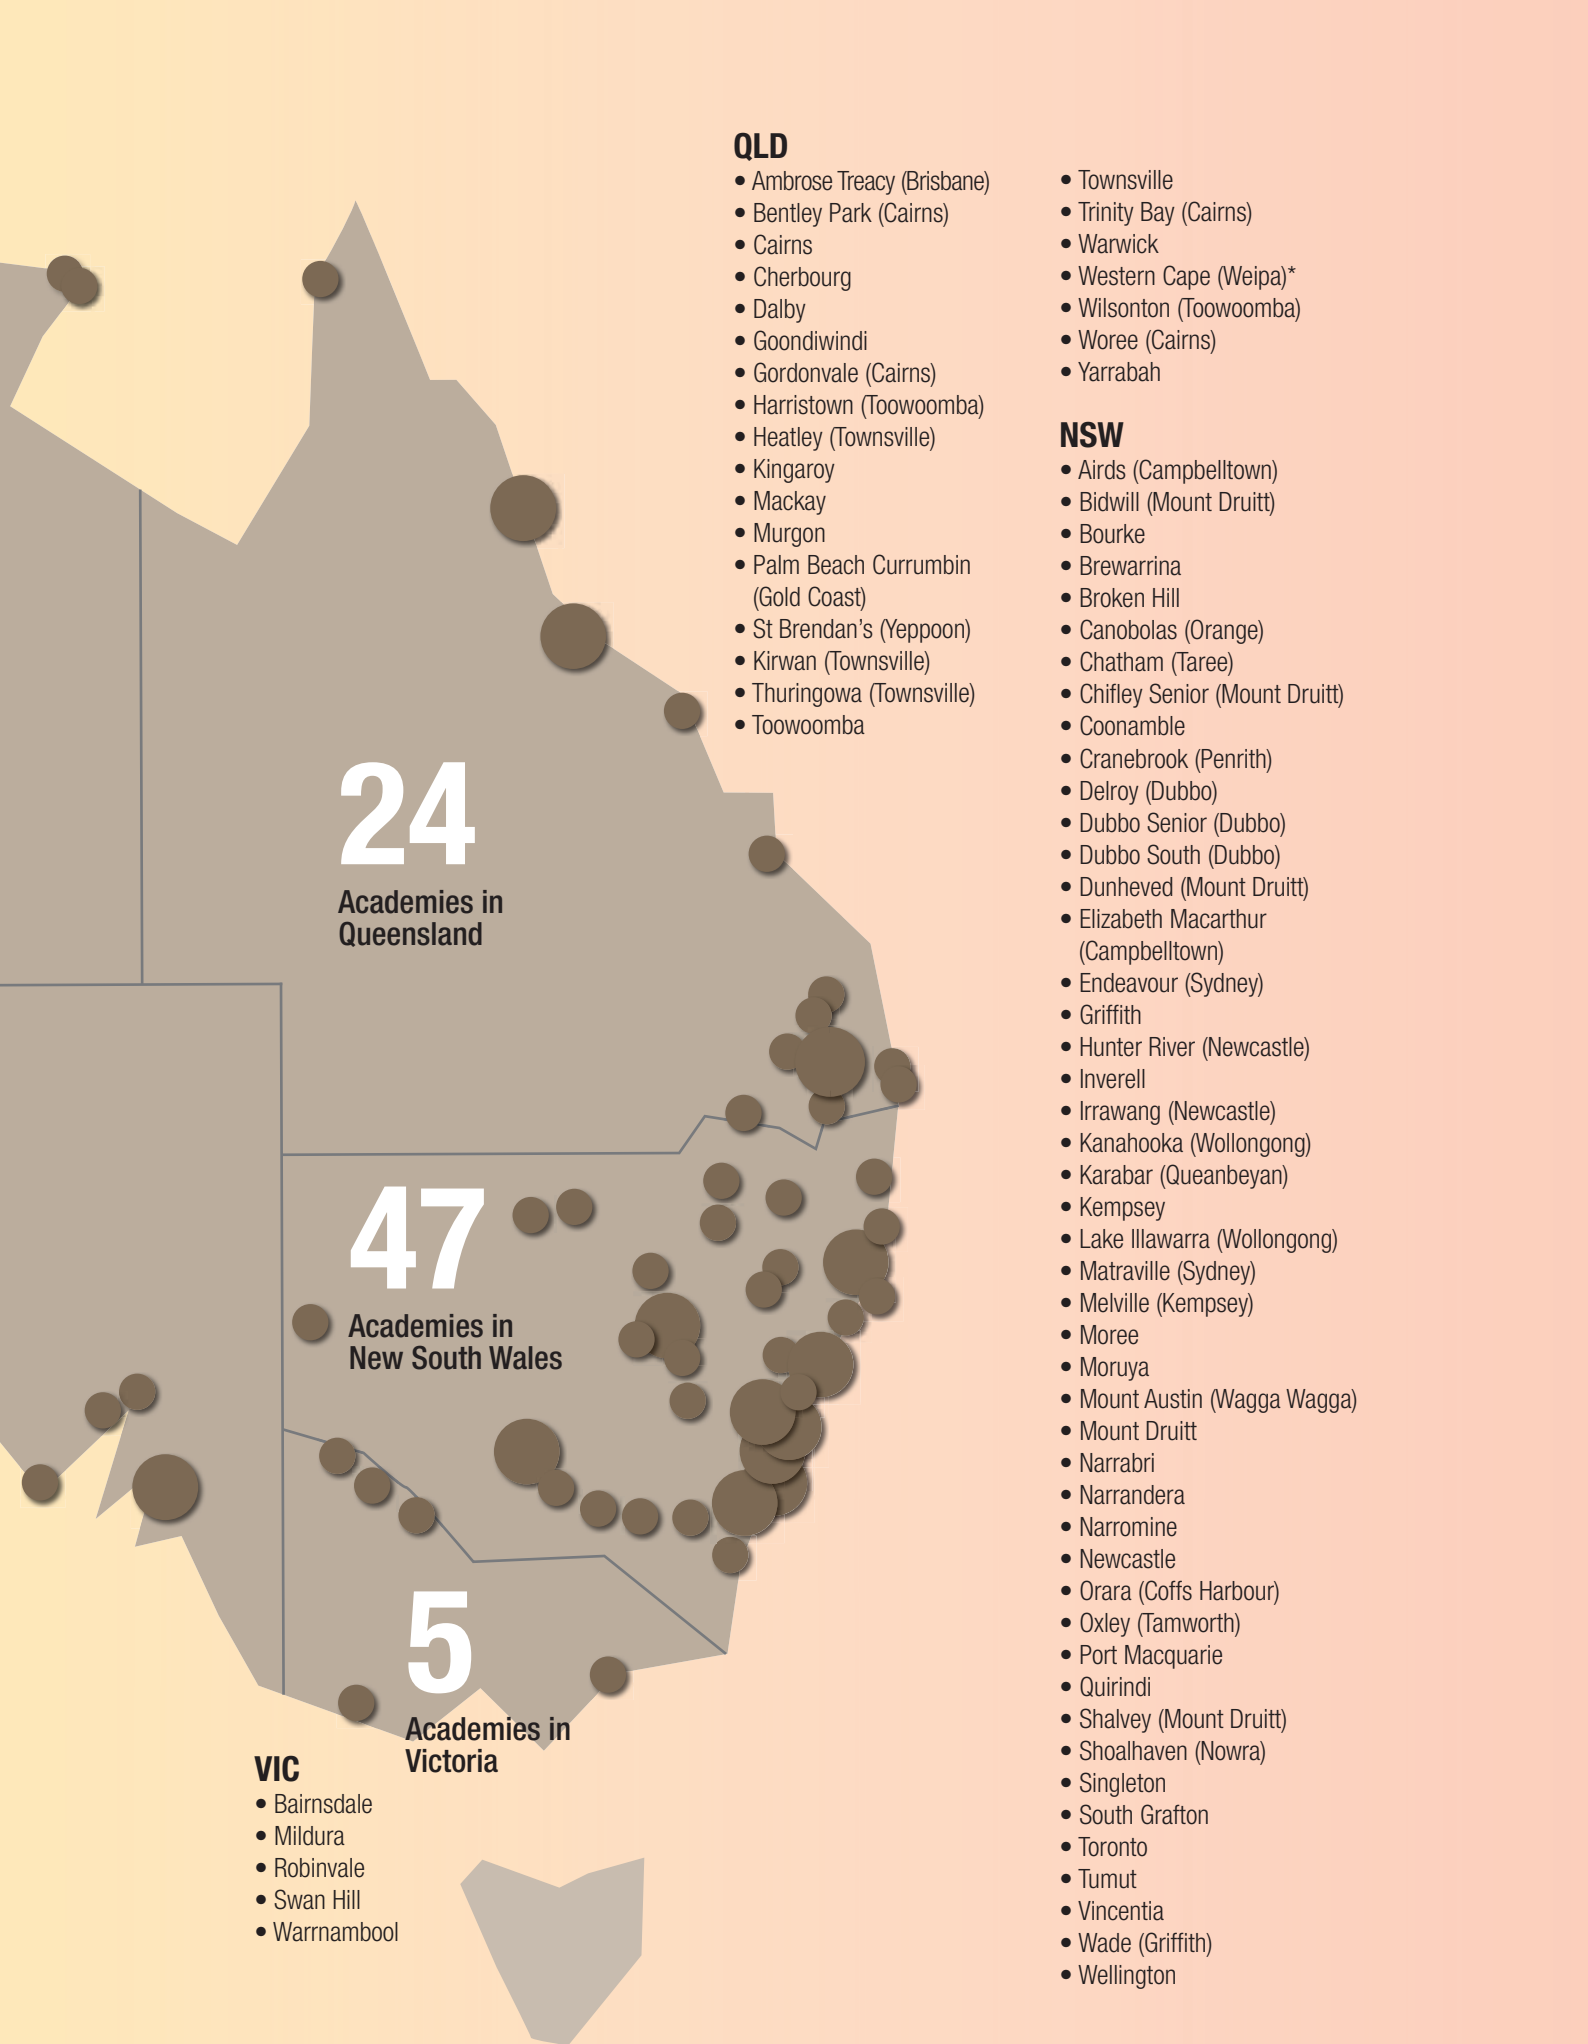 QLD
• Ambrose Treacy (Brisbane)
• Bentley Park (Cairns)
• Cairns
• Cherbourg
• Dalby
• Goondiwindi
• Gordonvale (Cairns)
• Harristown (Toowoomba)
• Heatley (Townsville)
• Kingaroy
• Mackay
• Murgon
• Palm Beach Currumbin
(Gold Coast)
• St Brendan’s (Yeppoon)
• Kirwan (Townsville)
• Thuringowa (Townsville)
• Toowoomba
• Townsville
• Trinity Bay (Cairns)
• Warwick
• Western Cape (Weipa)*
• Wilsonton (Toowoomba)
• Woree (Cairns)
• Yarrabah
NSW
• Airds (Campbelltown)
• Bidwill (Mount Druitt)
• Bourke
• Brewarrina
• Broken Hill
• Canobolas (Orange)
• Chatham (Taree)
• Chifley Senior (Mount Druitt)
• Coonamble
• Cranebrook (Penrith)
• Delroy (Dubbo)
• Dubbo Senior (Dubbo)
• Dubbo South (Dubbo)
• Dunheved (Mount Druitt)
• Elizabeth Macarthur
(Campbelltown)
• Endeavour (Sydney)
• Griffith
• Hunter River (Newcastle)
• Inverell
• Irrawang (Newcastle)
• Kanahooka (Wollongong)
• Karabar (Queanbeyan)
• Kempsey
• Lake Illawarra (Wollongong)
• Matraville (Sydney)
• Melville (Kempsey)
• Moree
• Moruya
• Mount Austin (Wagga Wagga)
• Mount Druitt
• Narrabri
• Narrandera
• Narromine
• Newcastle
• Orara (Coffs Harbour)
• Oxley (Tamworth)
• Port Macquarie
• Quirindi
• Shalvey (Mount Druitt)
• Shoalhaven (Nowra)
• Singleton
• South Grafton
• Toronto
• Tumut
• Vincentia
• Wade (Griffith)
• Wellington
24
Academies in
Queensland
47
Academies in
New South Wales
5
Academies in
Victoria
VIC
• Bairnsdale
• Mildura
• Robinvale
• Swan Hill
• Warrnambool